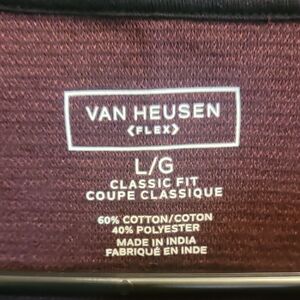 VAN HEUSEN
<FLEX>
L/G
CLASSIC FIT
COUPE CLASSIQUE
60% COTTON/COTON
40% POLYESTER
MADE IN INDIA
FABRIQUÉ EN INDE